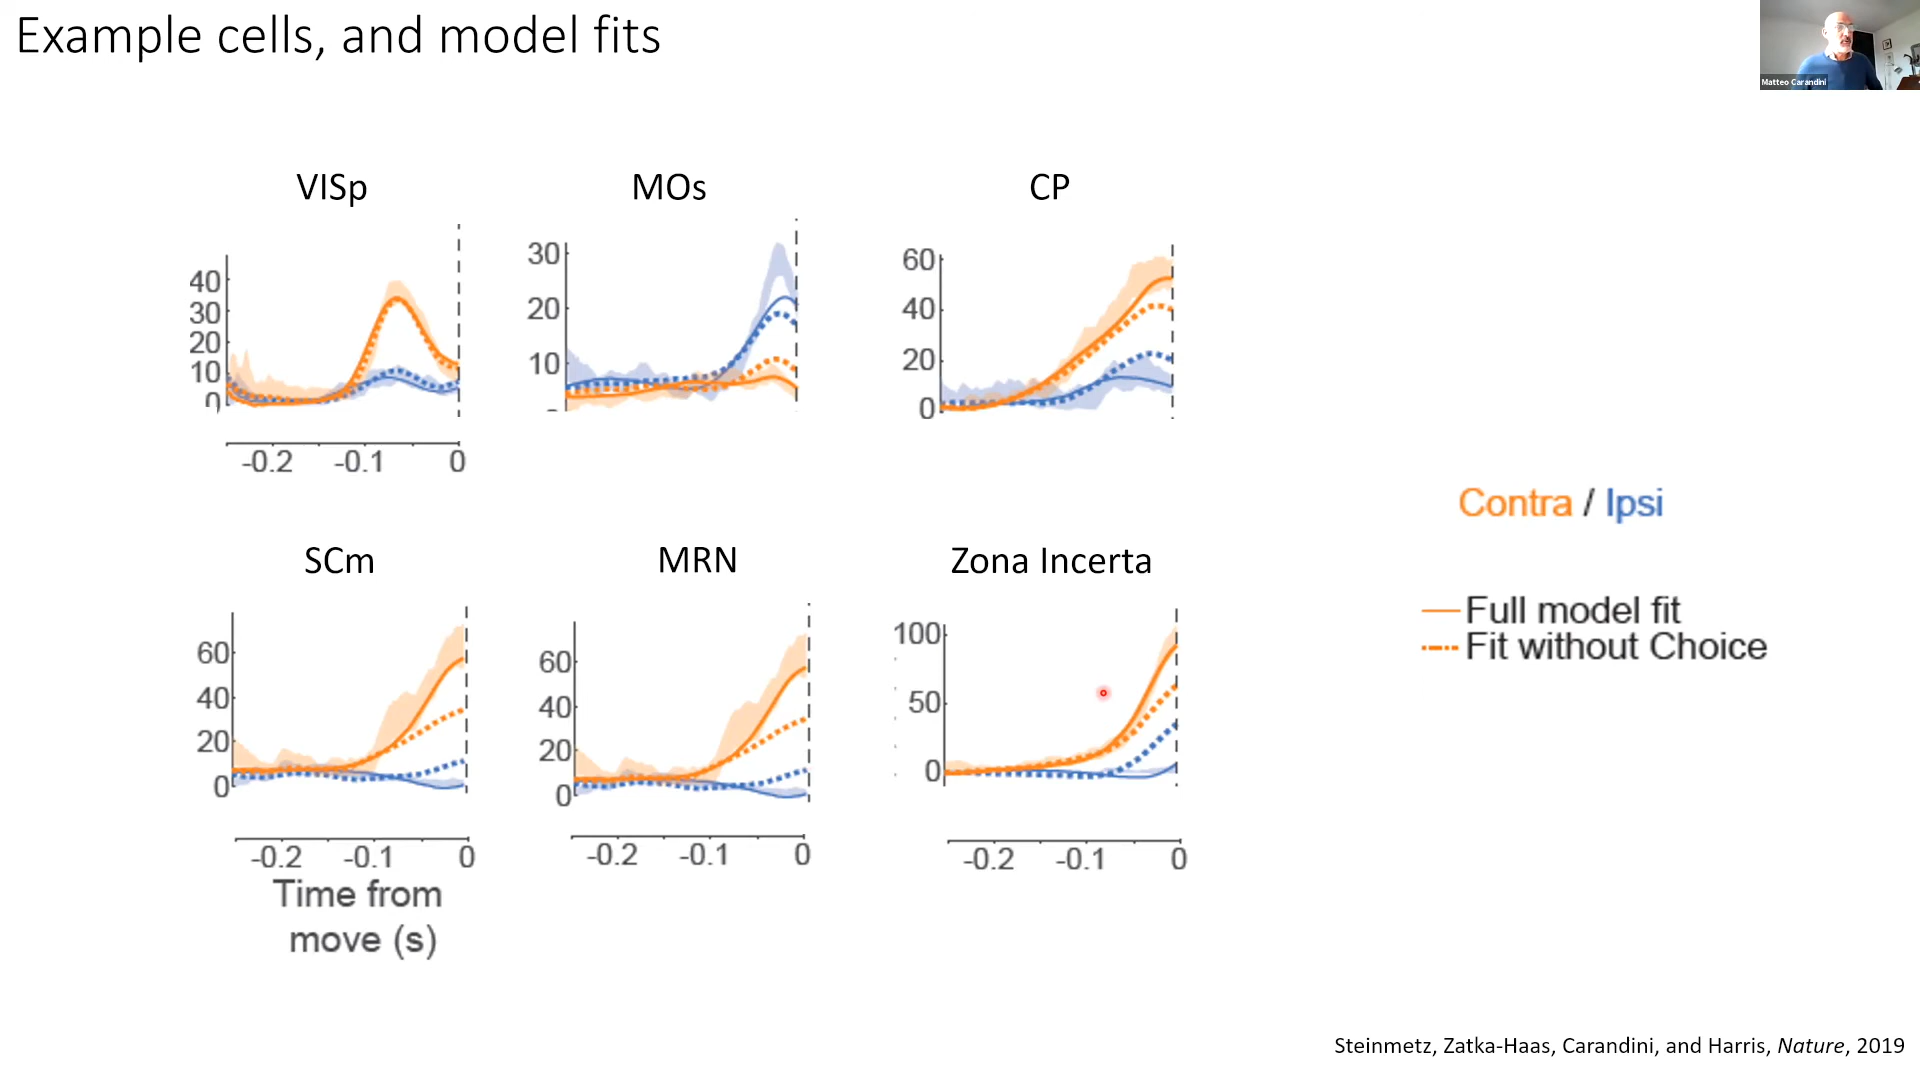 Example cells, and model fits
Matteo Carandini
VISp
MOs
CP
40
30
20
10
0
-0.2 -0.1 0
30
20
10
60
40
20
0
Contra / Ipsi
Full model fit
Fit without Choice
SCm
MRN
Zona Incerta
60
40
20
0
-0.2 -0.1 0
Time from
move (s)
60
40
20
0
-0.2 -0.1 0
100
50
0
-0.2 -0.1 0
Steinmetz, Zatka-Haas, Carandini, and Harris, Nature, 2019